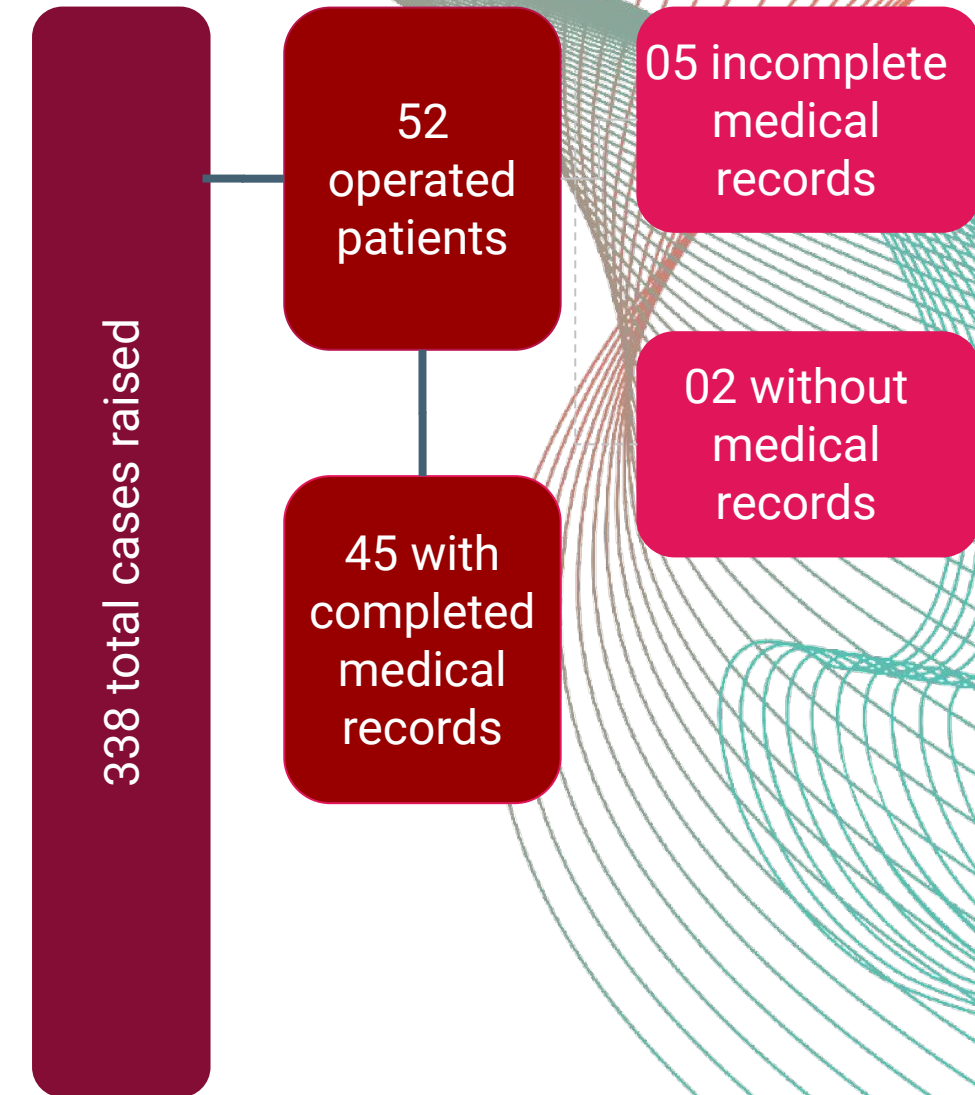 338 total cases raised
52
operated
patients
05 incomplete
medical
records
02 without
medical
records
45 with
completed
medical
records